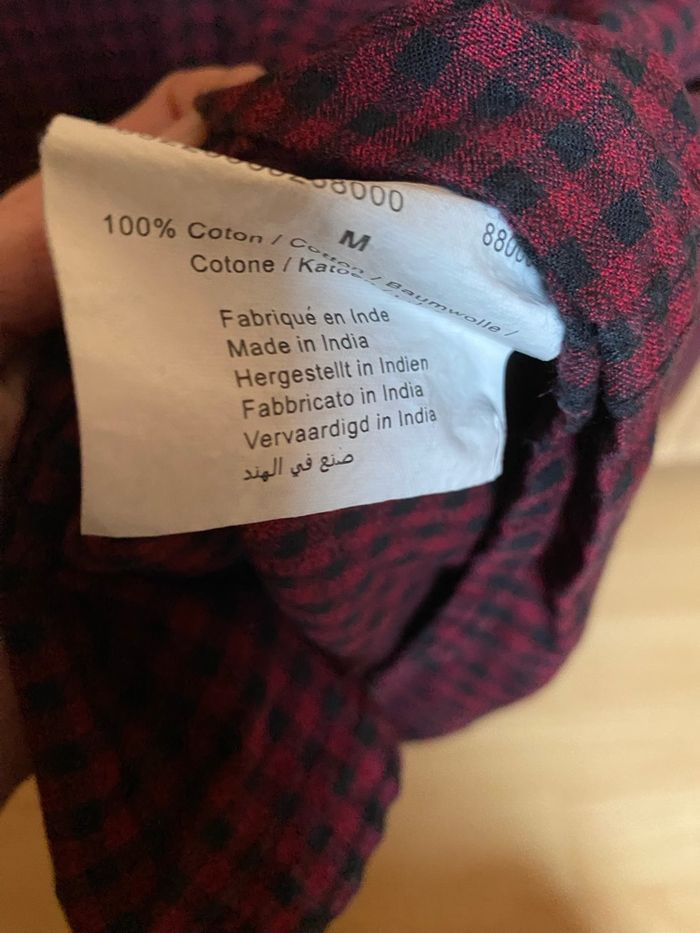 M
100% Coton / Cotton / Baumwolle /
Cotone /
Fabriqué en Inde
Made in India
Hergestellt in Indien
Fabbricato in India
Vervaardigd in India
صنع في الهند